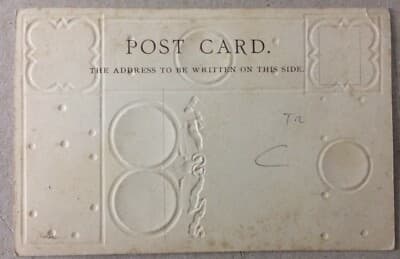 POST CARD.
THE ADDRESS TO BE WRITTEN ON THIS SIDE.